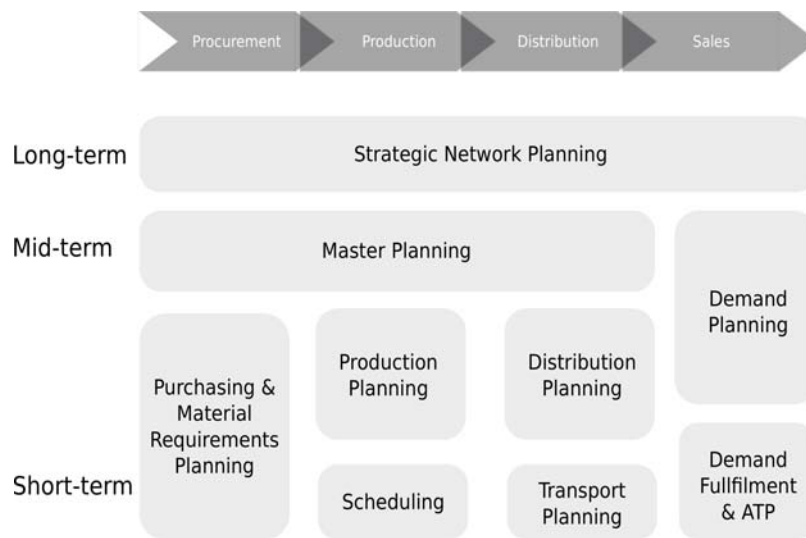 Procurement
Production
Distribution
Sales
Long-term
Strategic Network Planning
Mid-term
Master Planning
Demand
Planning
Production
Planning
Distribution
Planning
Purchasing &
Material
Requirements
Planning
Short-term
Scheduling
Transport
Planning
Demand
Fullfilment
& ATP